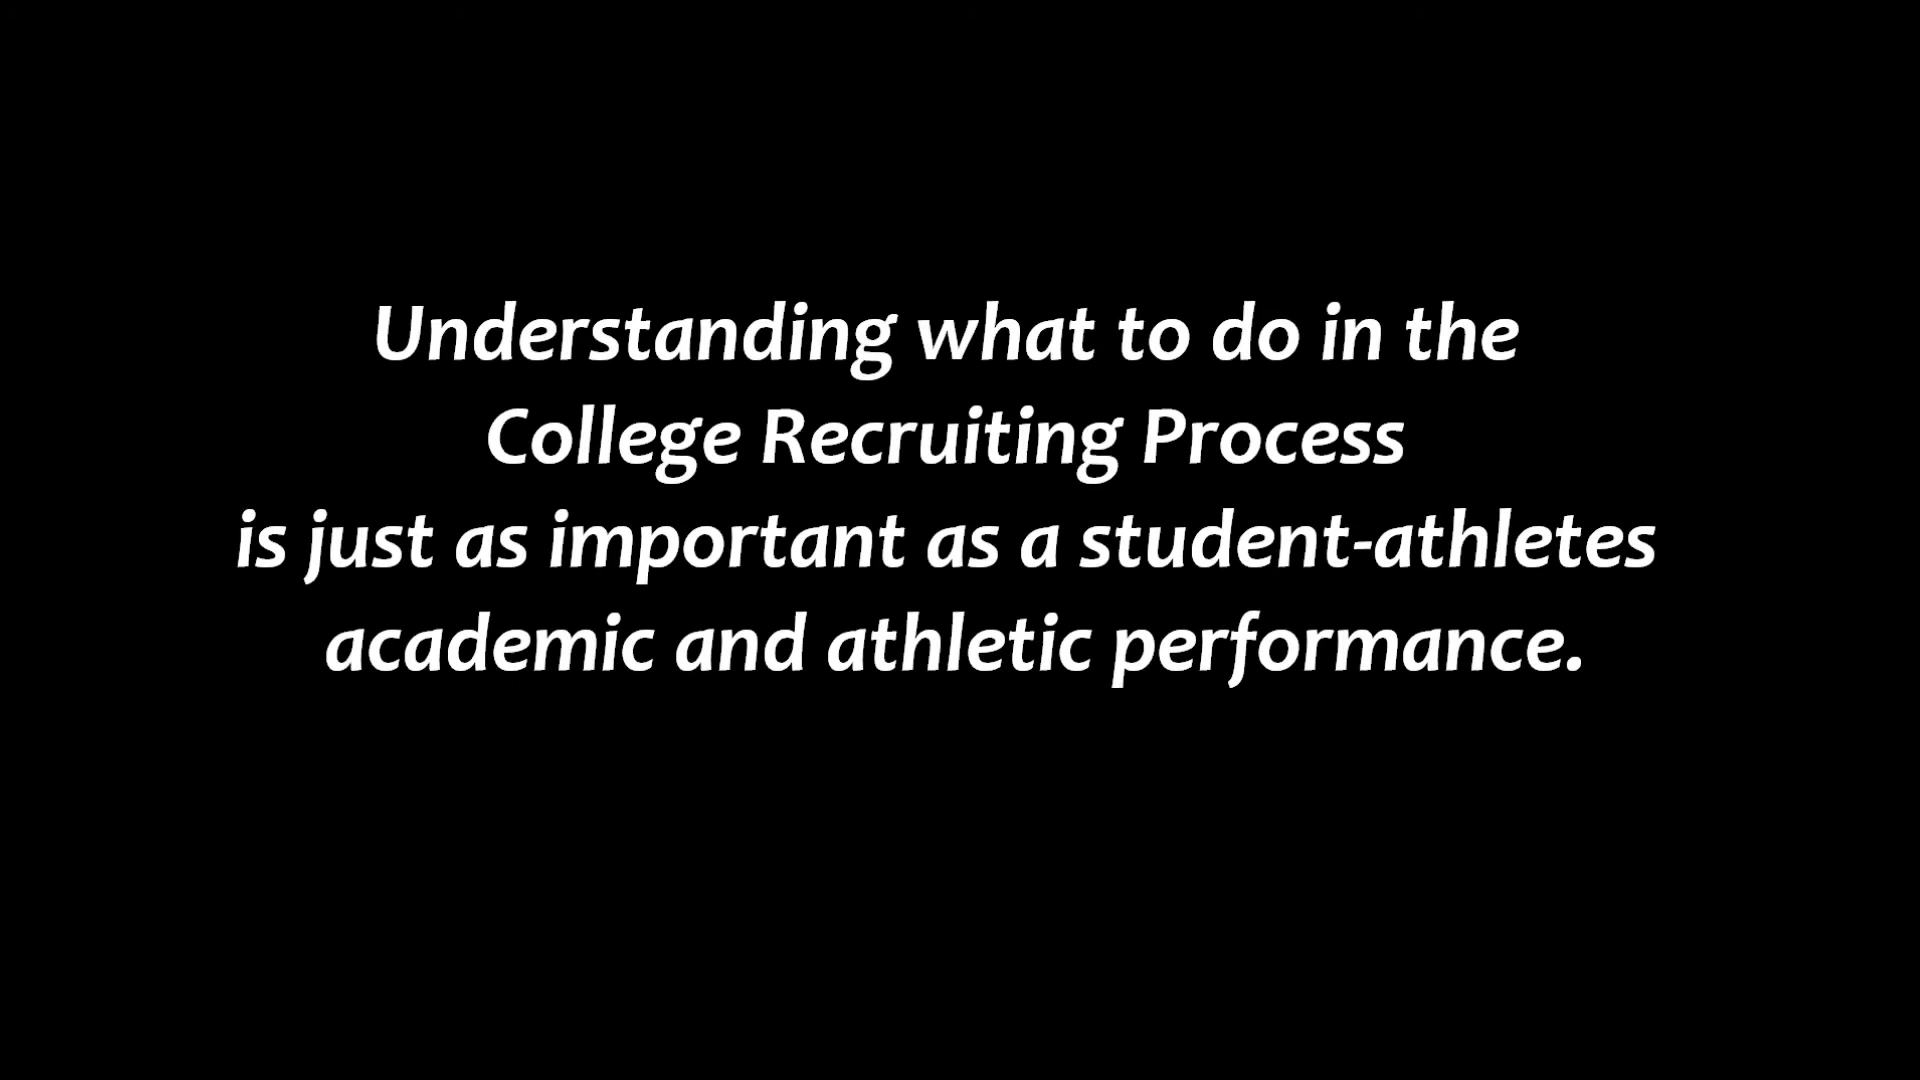 Understanding what to do in the
College Recruiting Process
is just as important as a student-athletes
academic and athletic performance.